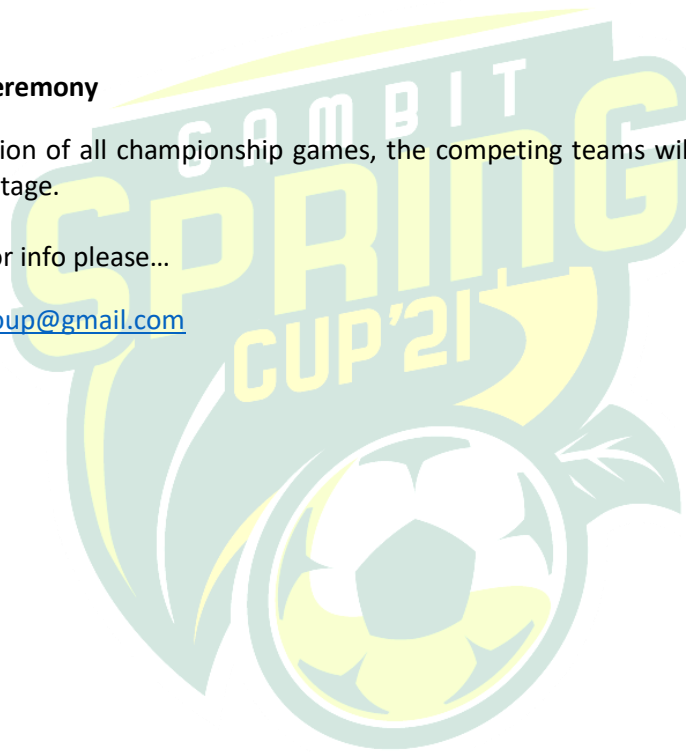 eremony
GAMBIT
ion of all championship games, the competing teams wil
tage.
SPRING
or info please…
oup@gmail.com
CUP'21